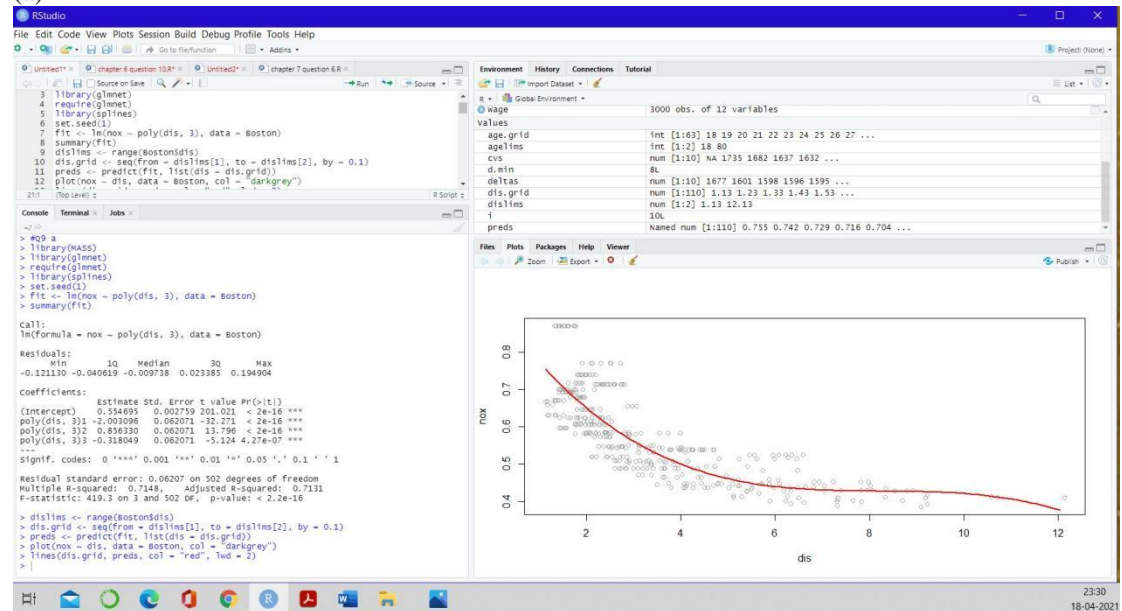 RStudio
File Edit Code View Plots Session Build Debug Profile Tools Help
Go to file/function Addins Project: (None)
Untitled1* chapter 6 question 10.R* Untitled2* chapter 7 question 6.R
Source on Save Run Source
3 library(glmnet)
4 require(glmnet)
5 library(splines)
6 set.seed(1)
7 fit <- lm(nox ~ poly(dis, 3), data = Boston)
8 summary(fit)
9 dislims <- range(Boston$dis)
10 dis.grid <- seq(from = dislims[1], to = dislims[2], by = 0.1)
11 preds <- predict(fit, list(dis = dis.grid))
12 plot(nox ~ dis, data = Boston, col = "darkgrey")
21:1 (Top Level) R Script
Console Terminal Jobs
~/
> #Q9 a
> library(MASS)
> library(glmnet)
> require(glmnet)
> library(splines)
> set.seed(1)
> fit <- lm(nox ~ poly(dis, 3), data = Boston)
> summary(fit)
Call:
lm(formula = nox ~ poly(dis, 3), data = Boston)
Residuals:
Min 1Q Median 3Q Max
-0.121130 -0.040619 -0.009738 0.023385 0.194904
Coefficients:
Estimate Std. Error t value Pr(>|t|)
(Intercept) 0.554695 0.002759 201.021 < 2e-16 ***
poly(dis, 3)1 -2.003096 0.062071 -32.271 < 2e-16 ***
poly(dis, 3)2 0.856330 0.062071 13.796 < 2e-16 ***
poly(dis, 3)3 -0.318049 0.062071 -5.124 4.27e-07 ***
---
Signif. codes: 0 '***' 0.001 '**' 0.01 '*' 0.05 '.' 0.1 ' ' 1
Residual standard error: 0.06207 on 502 degrees of freedom
Multiple R-squared: 0.7148, Adjusted R-squared: 0.7131
F-statistic: 419.3 on 3 and 502 DF, p-value: < 2.2e-16
> dislims <- range(Boston$dis)
> dis.grid <- seq(from = dislims[1], to = dislims[2], by = 0.1)
> preds <- predict(fit, list(dis = dis.grid))
> plot(nox ~ dis, data = Boston, col = "darkgrey")
> lines(dis.grid, preds, col = "red", lwd = 2)
>
Environment History Connections Tutorial
Import Dataset List
R Global Environment
wage 3000 obs. of 12 variables
values
age.grid int [1:63] 18 19 20 21 22 23 24 25 26 27 ...
agelims int [1:2] 18 80
cvs num [1:10] NA 1735 1682 1637 1632 ...
d.min 8L
deltas num [1:10] 1677 1601 1598 1596 1595 ...
dis.grid num [1:110] 1.13 1.23 1.33 1.43 1.53 ...
dislims num [1:2] 1.13 12.13
i 10L
preds Named num [1:110] 0.755 0.742 0.729 0.716 0.704 ...
Files Plots Packages Help Viewer
Zoom Export Publish
0.8
0.7
0.6
0.5
0.4
nox
2 4 6 8 10 12
dis
23:30
18-04-2021